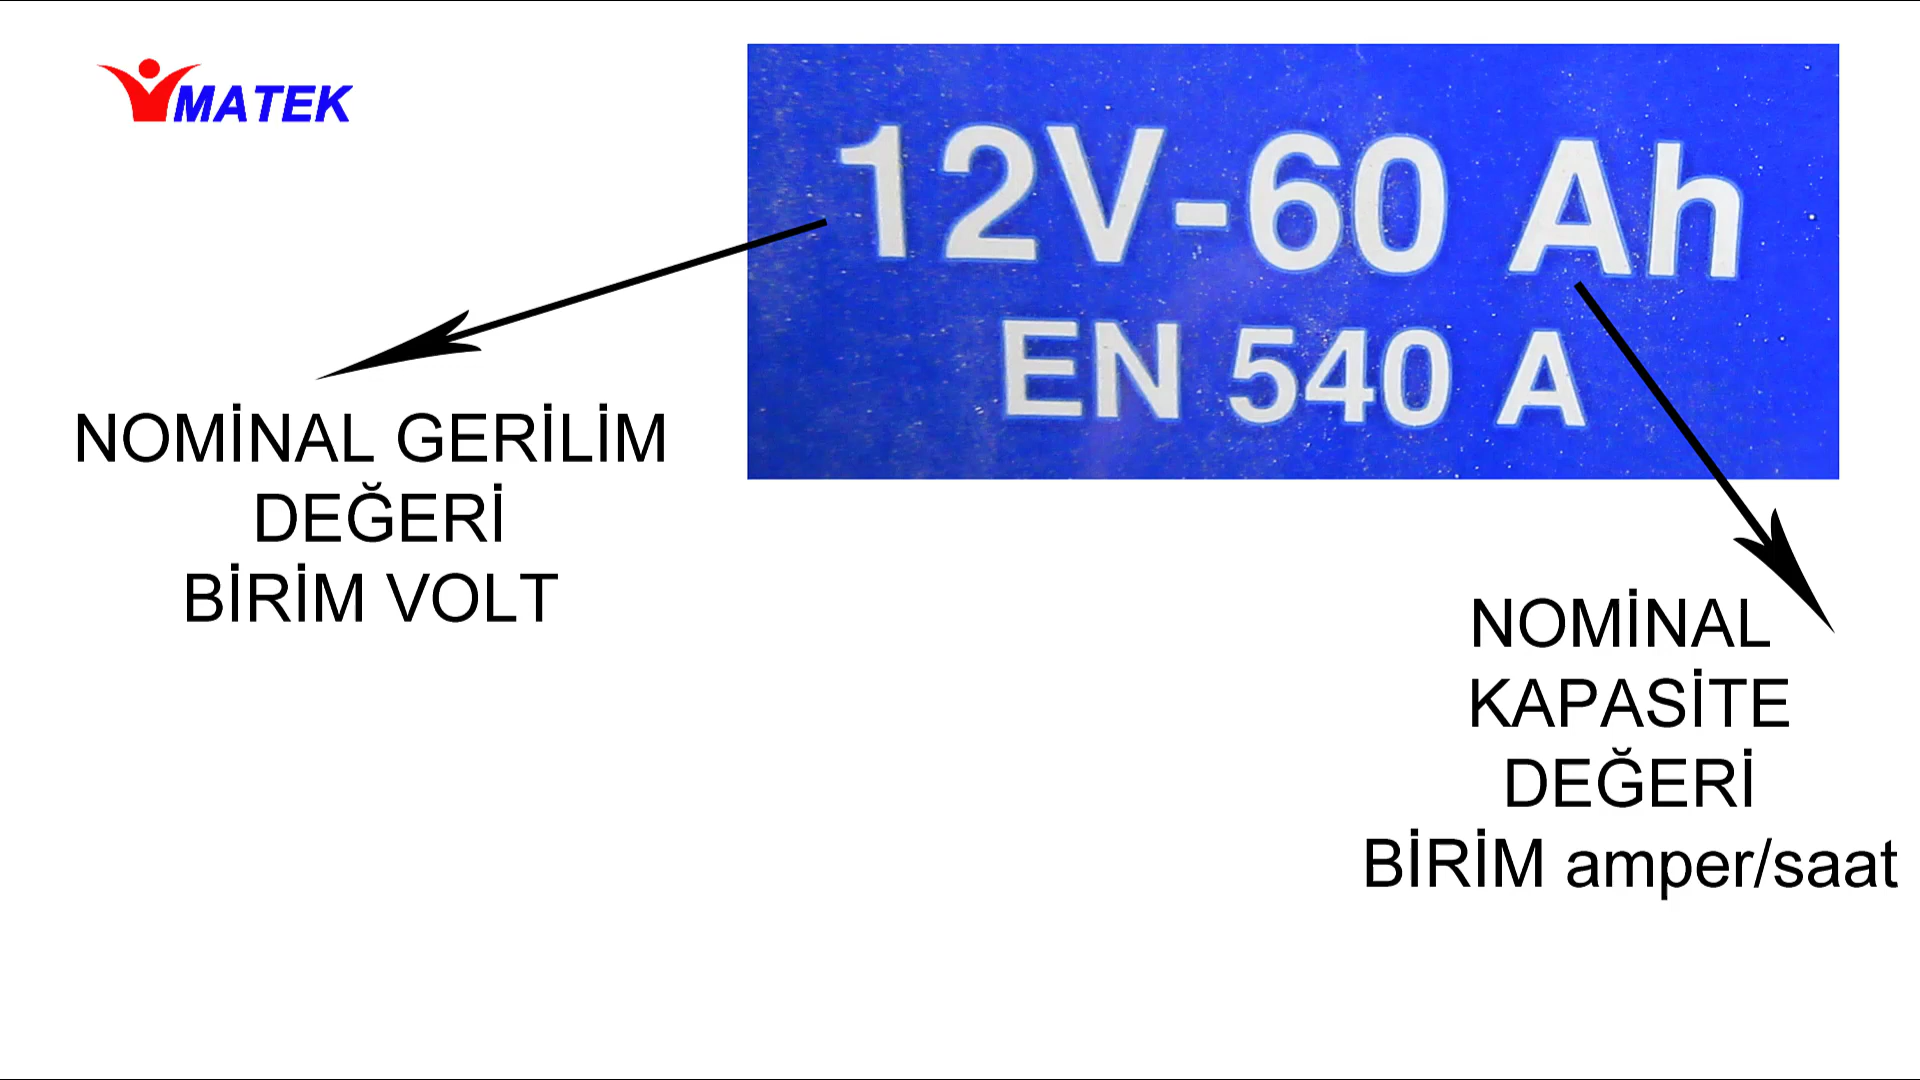 MATEK
12V-60 Ah
EN 540 A
NOMİNAL GERİLİM
DEĞERİ
BİRİM VOLT
NOMİNAL
KAPASİTE
DEĞERİ
BİRİM amper/saat